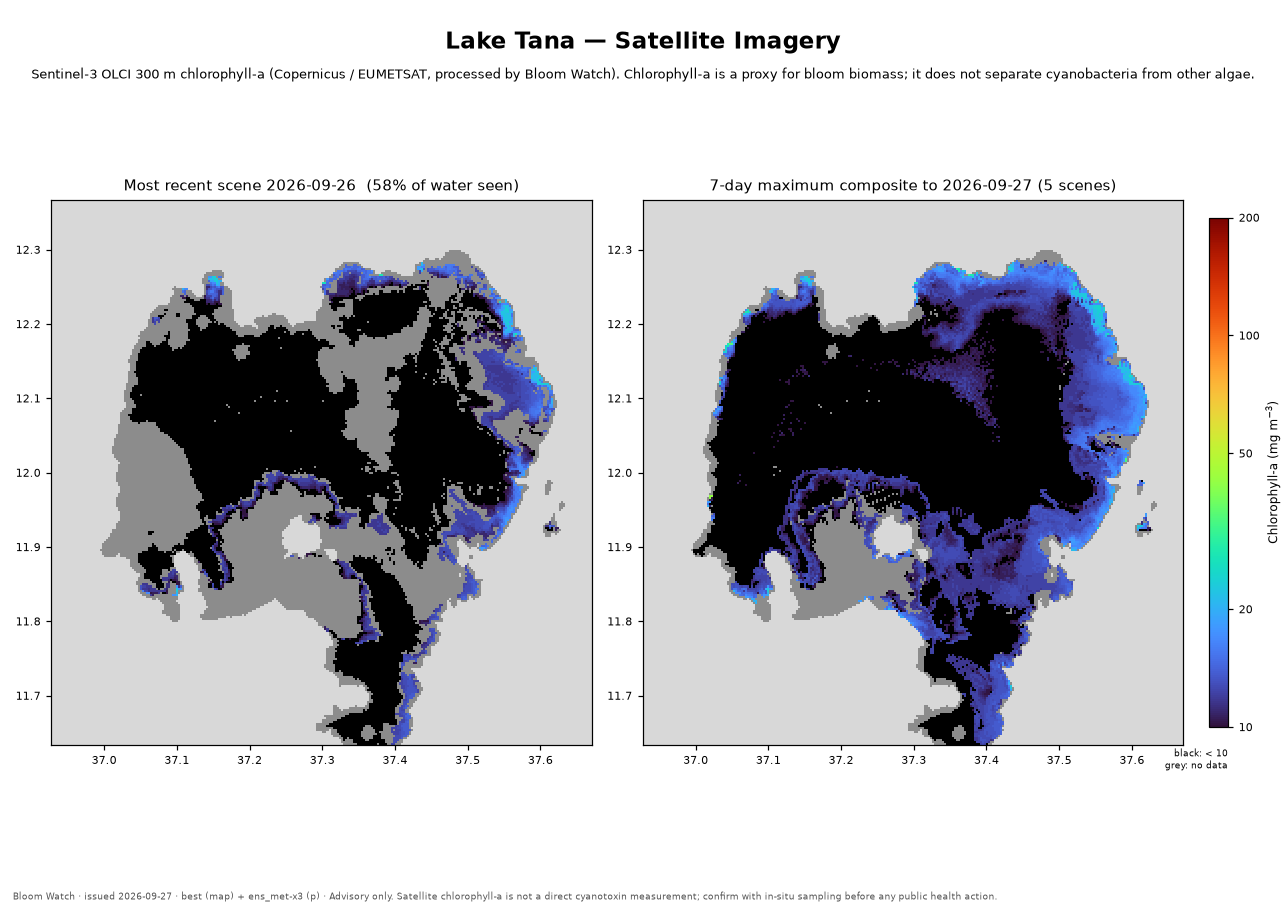 Lake Tana — Satellite Imagery
Sentinel-3 OLCI 300 m chlorophyll-a (Copernicus / EUMETSAT, processed by Bloom Watch). Chlorophyll-a is a proxy for bloom biomass; it does not separate cyanobacteria from other algae.
Most recent scene 2026-09-26 (58% of water seen)
12.3
12.2
12.1
12.0
11.9
11.8
11.7
37.0 37.1 37.2 37.3 37.4 37.5 37.6
7-day maximum composite to 2026-09-27 (5 scenes)
12.3
12.2
12.1
12.0
11.9
11.8
11.7
37.0 37.1 37.2 37.3 37.4 37.5 37.6
200
100
50
20
10
Chlorophyll-a (mg m⁻³)
black: < 10
grey: no data
Bloom Watch · issued 2026-09-27 · best (map) + ens_met-x3 (p) · Advisory only. Satellite chlorophyll-a is not a direct cyanotoxin measurement; confirm with in-situ sampling before any public health action.